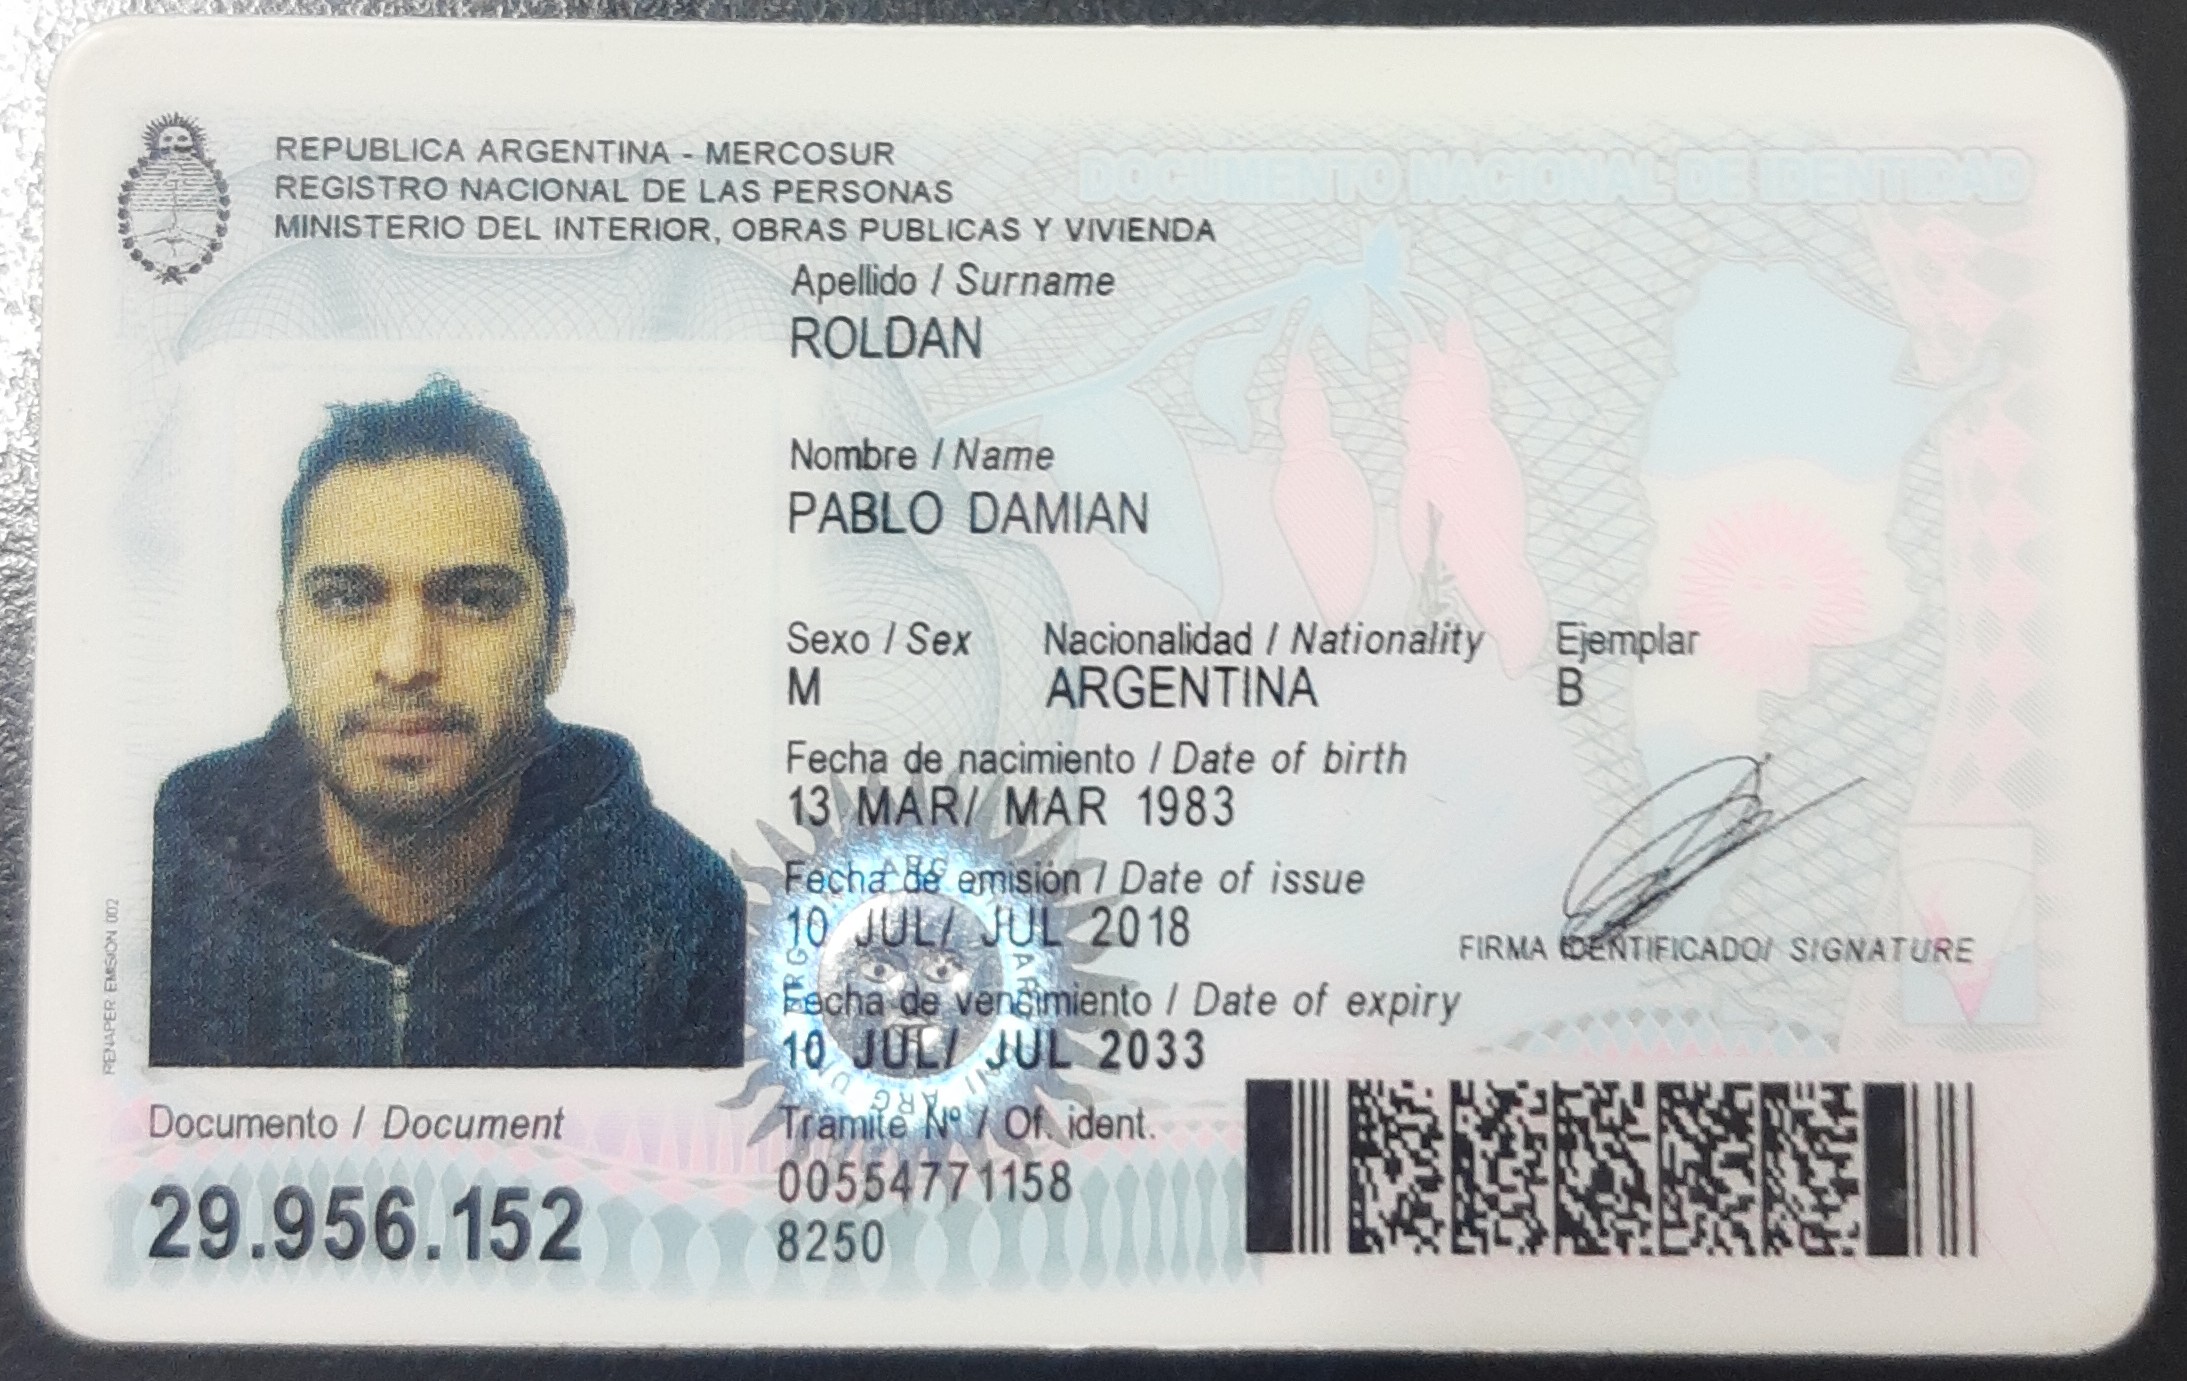 REPUBLICA ARGENTINA - MERCOSUR
REGISTRO NACIONAL DE LAS PERSONAS
MINISTERIO DEL INTERIOR, OBRAS PUBLICAS Y VIVIENDA
DOCUMENTO NACIONAL DE IDENTIDAD
Apellido / Surname
ROLDAN
Nombre / Name
PABLO DAMIAN
Sexo / Sex Nacionalidad / Nationality Ejemplar
M ARGENTINA B
Fecha de nacimiento / Date of birth
13 MAR/ MAR 1983
Fecha de emisión / Date of issue
10 JUL/ JUL 2018
FIRMA IDENTIFICADO/ SIGNATURE
Fecha de vencimiento / Date of expiry
10 JUL/ JUL 2033
RENAPER EMISION 002
Documento / Document
29.956.152
Tramite Nº / Of. ident.
00554771158
8250